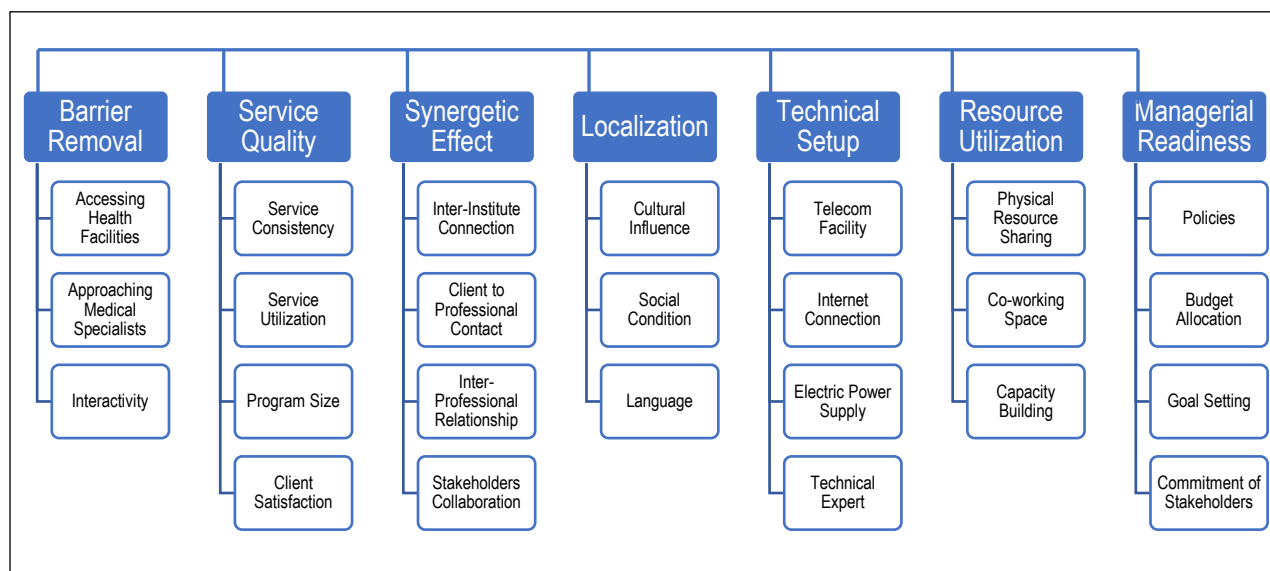 Barrier
Removal
Accessing
Health
Facilities
Approaching
Medical
Specialists
Interactivity
Service
Quality
Service
Consistency
Service
Utilization
Program Size
Client
Satisfaction
Synergetic
Effect
Inter-Institute
Connection
Client to
Professional
Contact
Inter-
Professional
Relationship
Stakeholders
Collaboration
Localization
Cultural
Influence
Social
Condition
Language
Technical
Setup
Telecom
Facility
Internet
Connection
Electric Power
Supply
Technical
Expert
Resource
Utilization
Physical
Resource
Sharing
Co-working
Space
Capacity
Building
Managerial
Readiness
Policies
Budget
Allocation
Goal Setting
Commitment of
Stakeholders